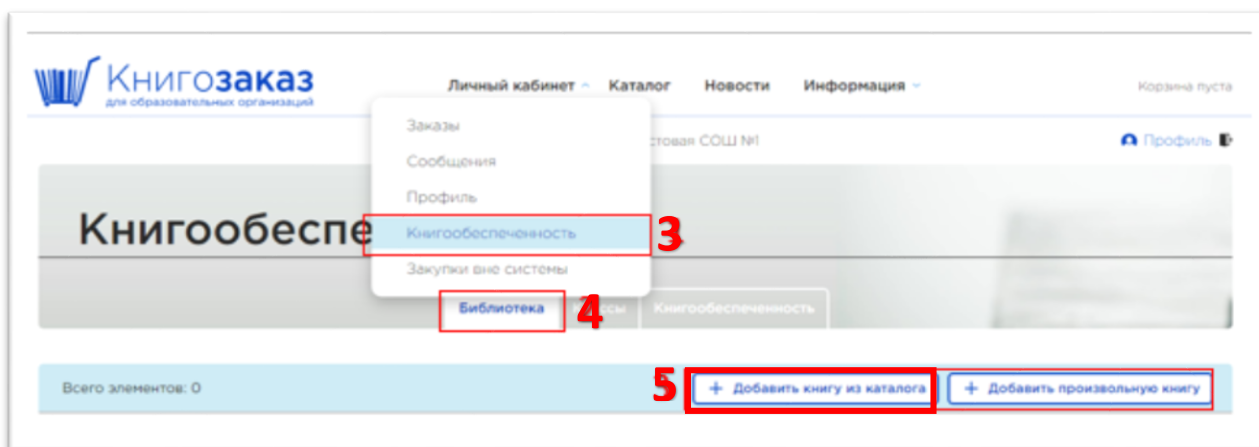 Книгозаказ
для образовательных организаций
Личный кабинет Каталог Новости Информация Корзина пуста
Заказы
СОШ №1 Профиль
Сообщения
Профиль
Книгообеспе
Книгообеспеченность 3
Закупки вне системы
Библиотека 4 Книгообеспеченность
Всего элементов: 0 5 + Добавить книгу из каталога + Добавить произвольную книгу